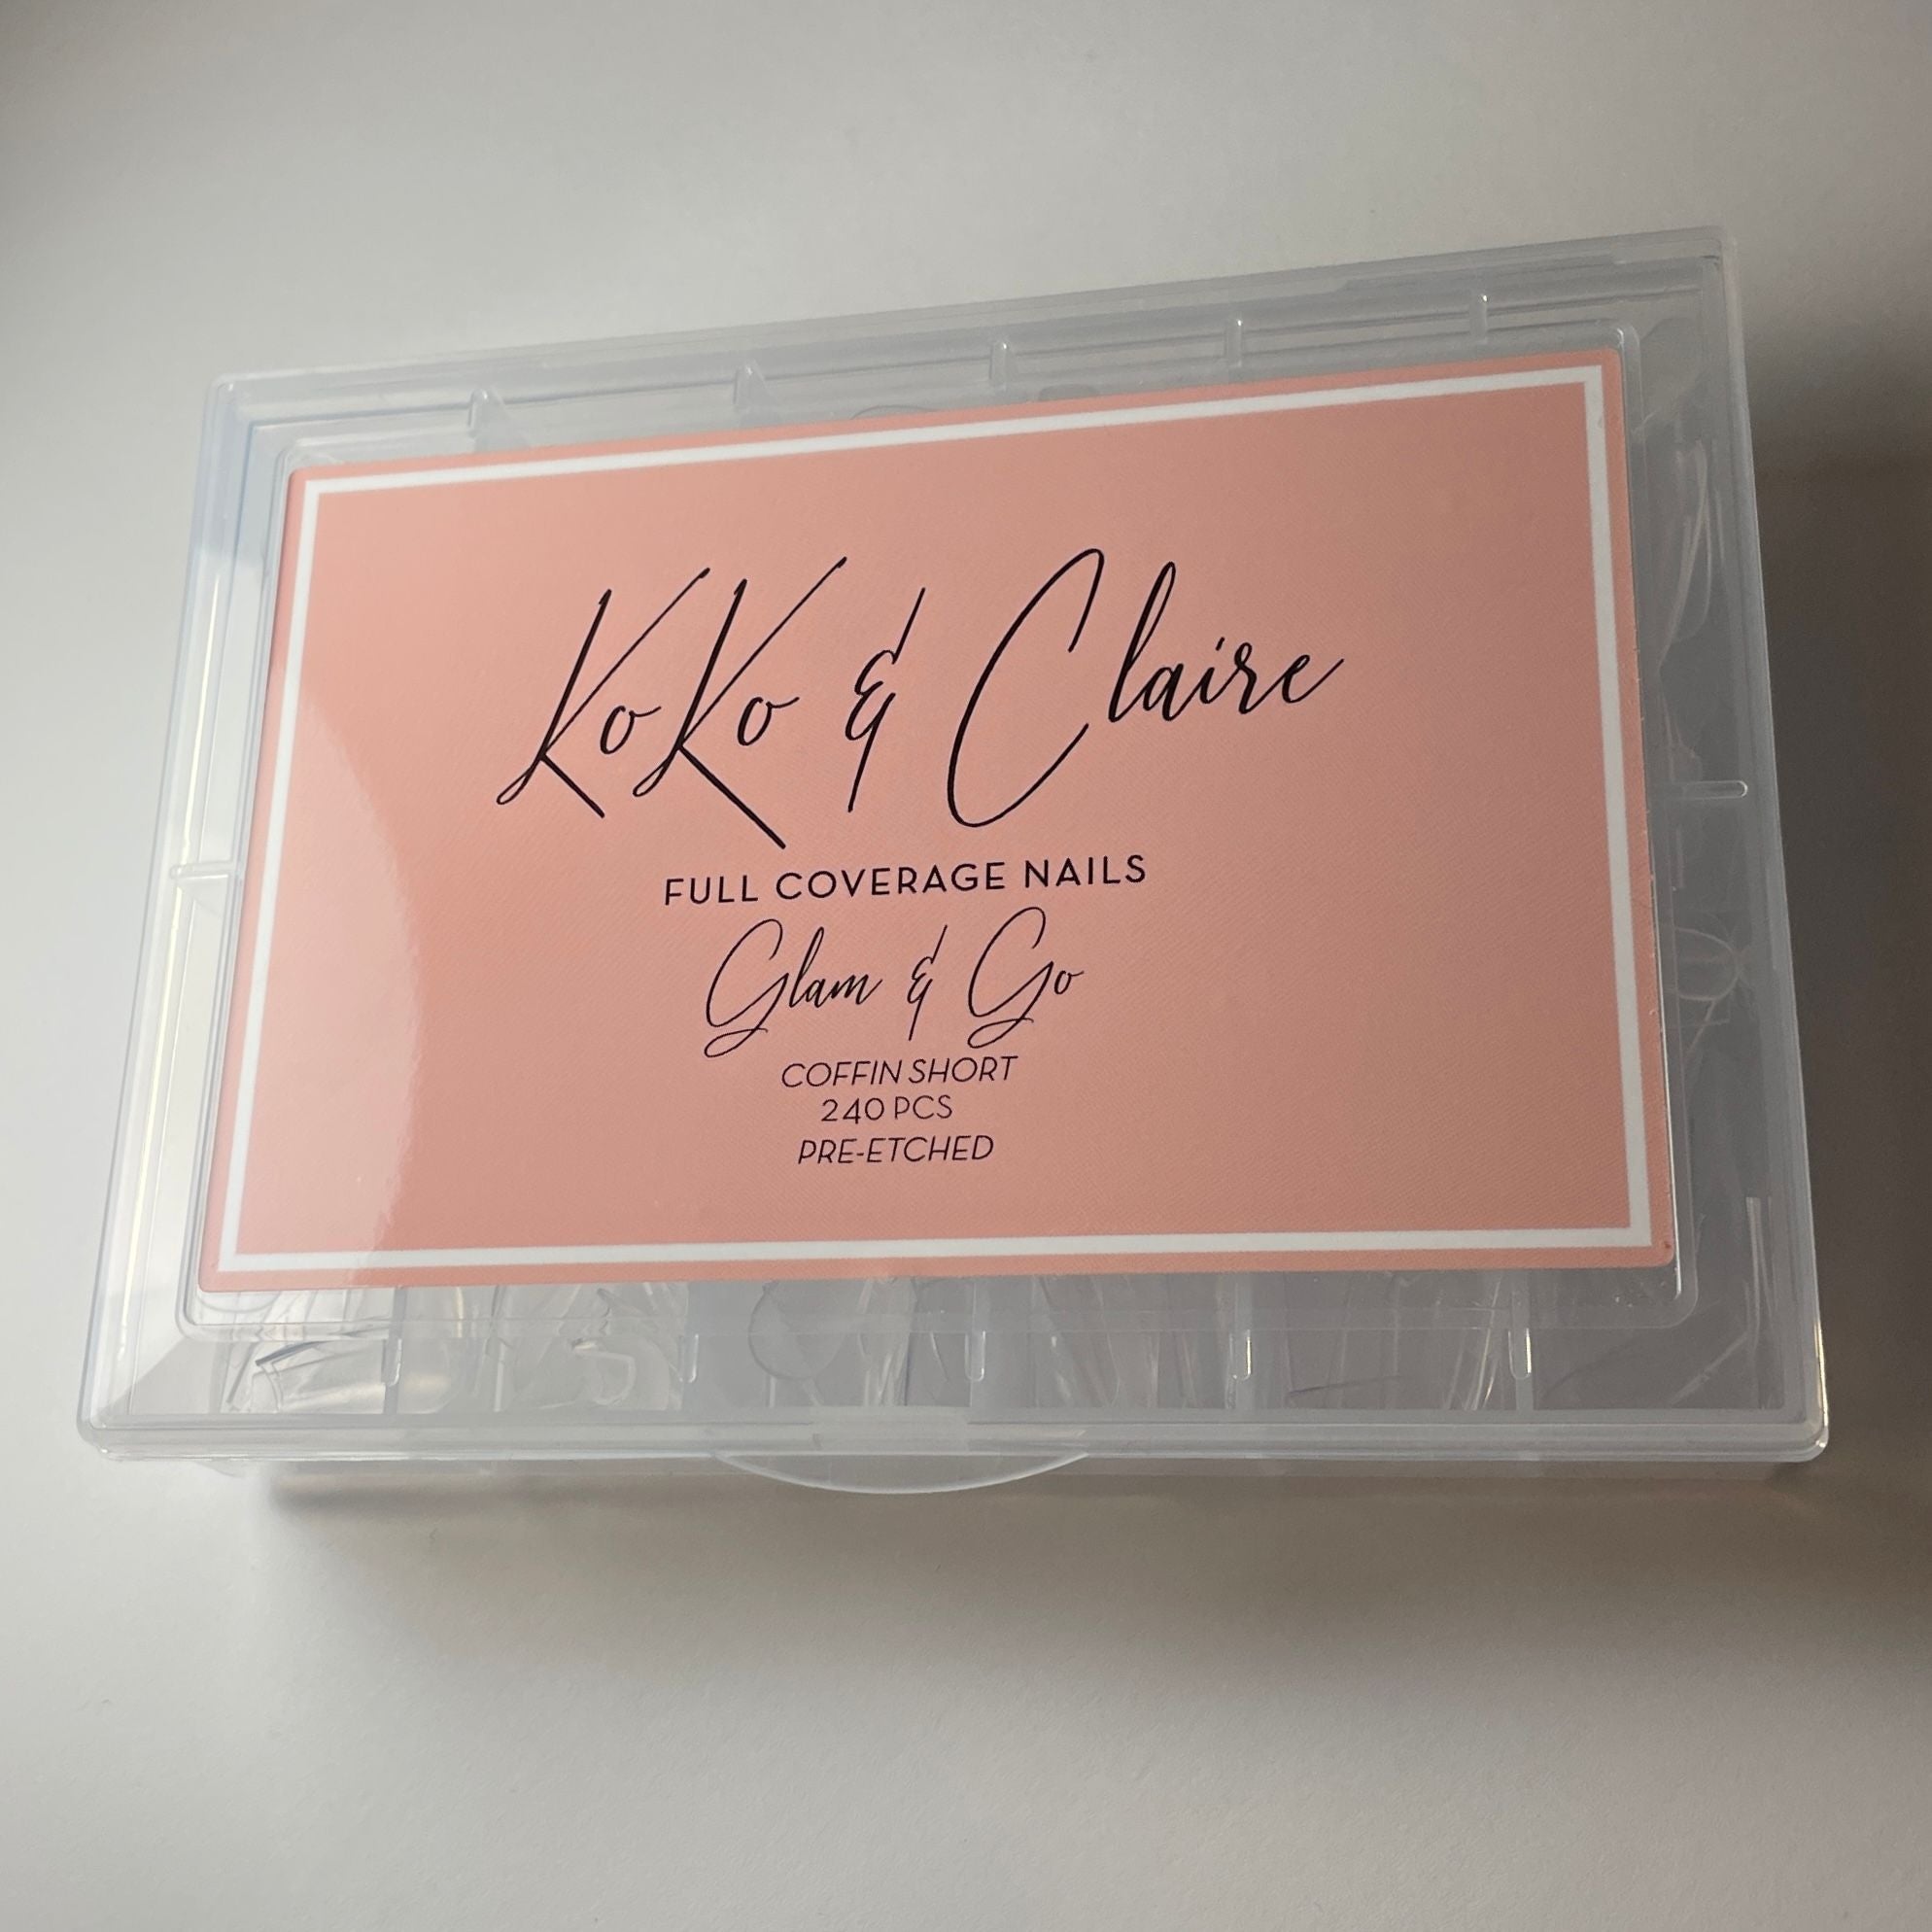 KoKo & Claire
FULL COVERAGE NAILS
Glam & Go
COFFIN SHORT
240 PCS
PRE-ETCHED